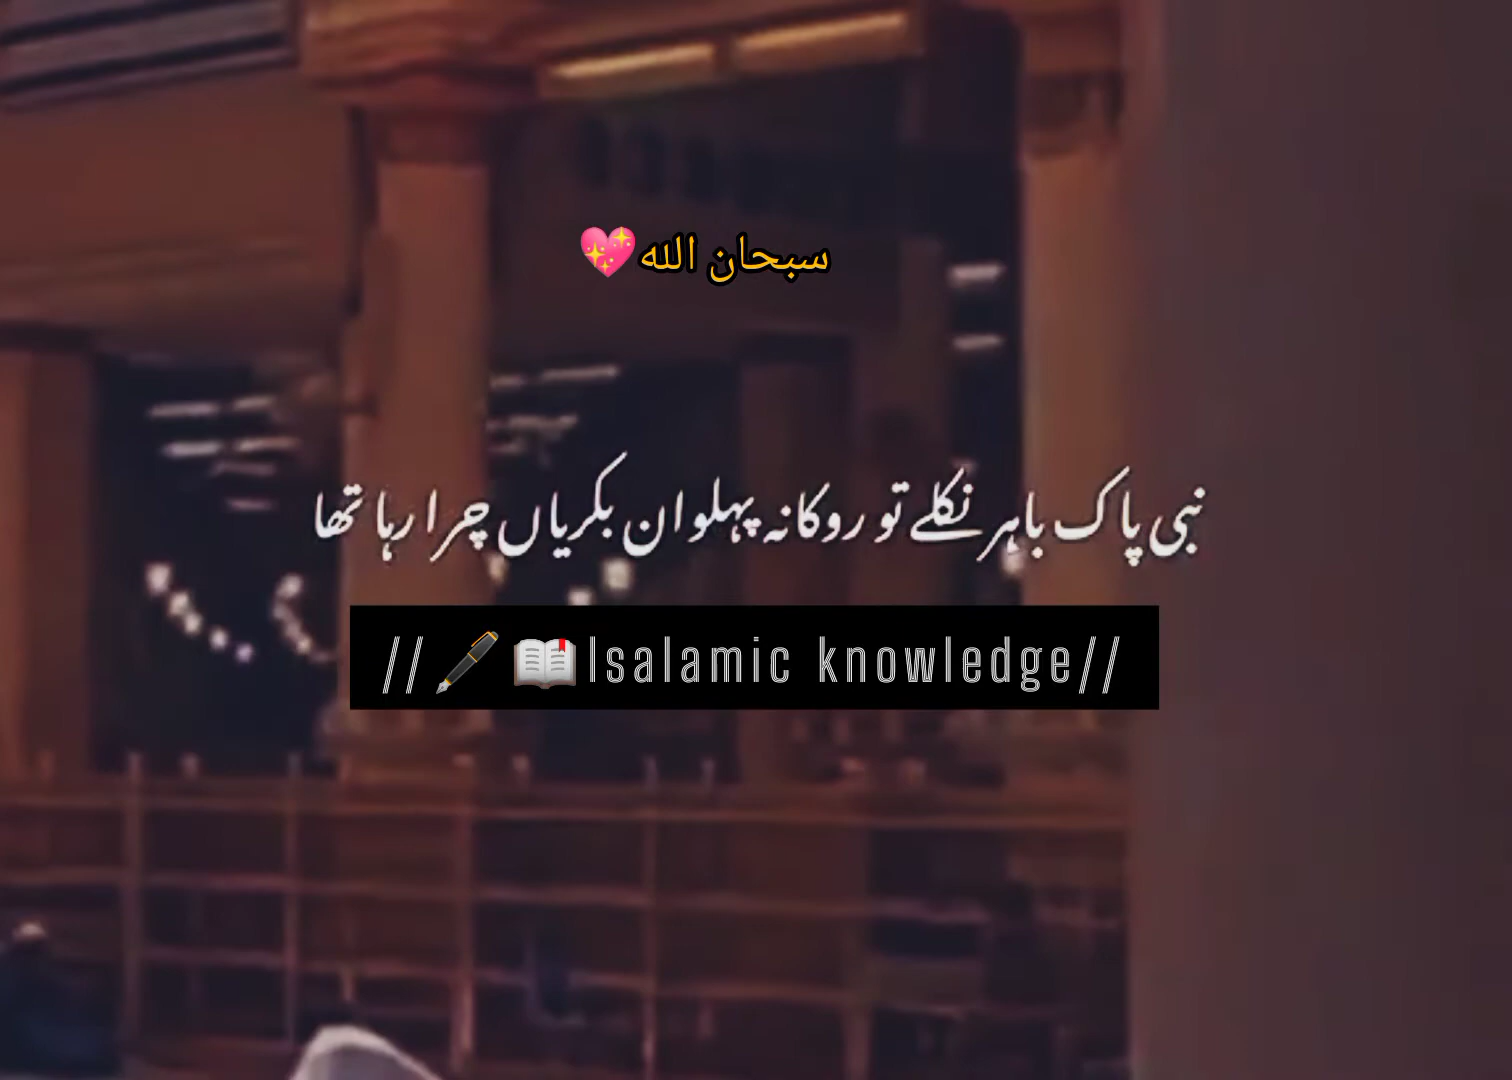 سبحان الله💖
نبی پاک باہر نکلے تو روکانہ پہلوان بکریاں چرا رہا تھا
//🖋️📖Isalamic knowledge//